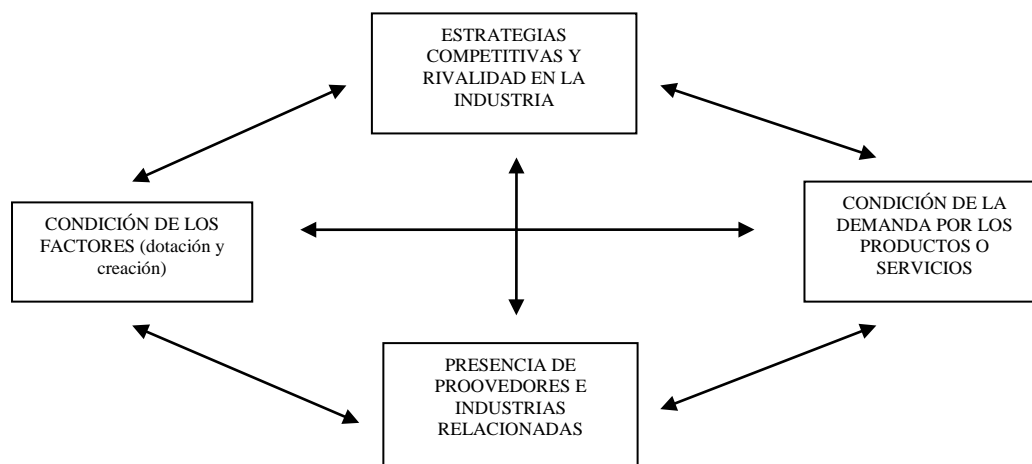 ESTRATEGIAS
COMPETITIVAS Y
RIVALIDAD EN LA
INDUSTRIA
CONDICIÓN DE LOS
FACTORES (dotación y
creación)
CONDICIÓN DE LA
DEMANDA POR LOS
PRODUCTOS O
SERVICIOS
PRESENCIA DE
PROOVEDORES E
INDUSTRIAS
RELACIONADAS